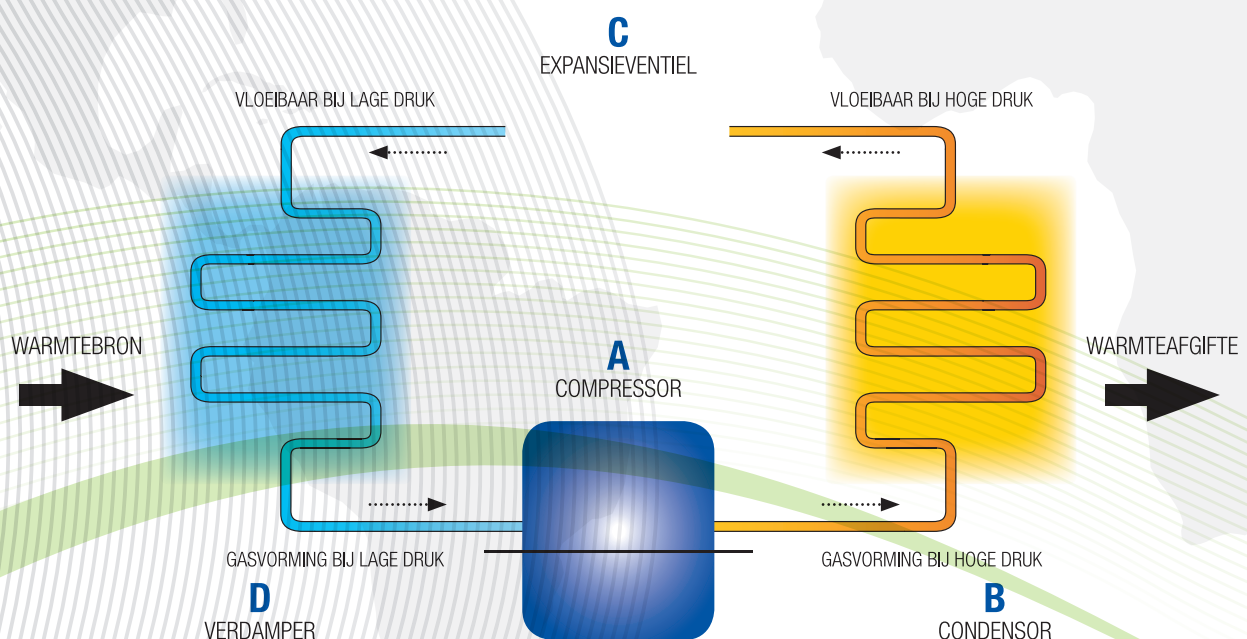 C
EXPANSIEVENTIEL
VLOEIBAAR BIJ LAGE DRUK
VLOEIBAAR BIJ HOGE DRUK
WARMTEBRON
A
COMPRESSOR
WARMTEAFGIFTE
GASVORMING BIJ LAGE DRUK
GASVORMING BIJ HOGE DRUK
D
VERDAMPER
B
CONDENSOR